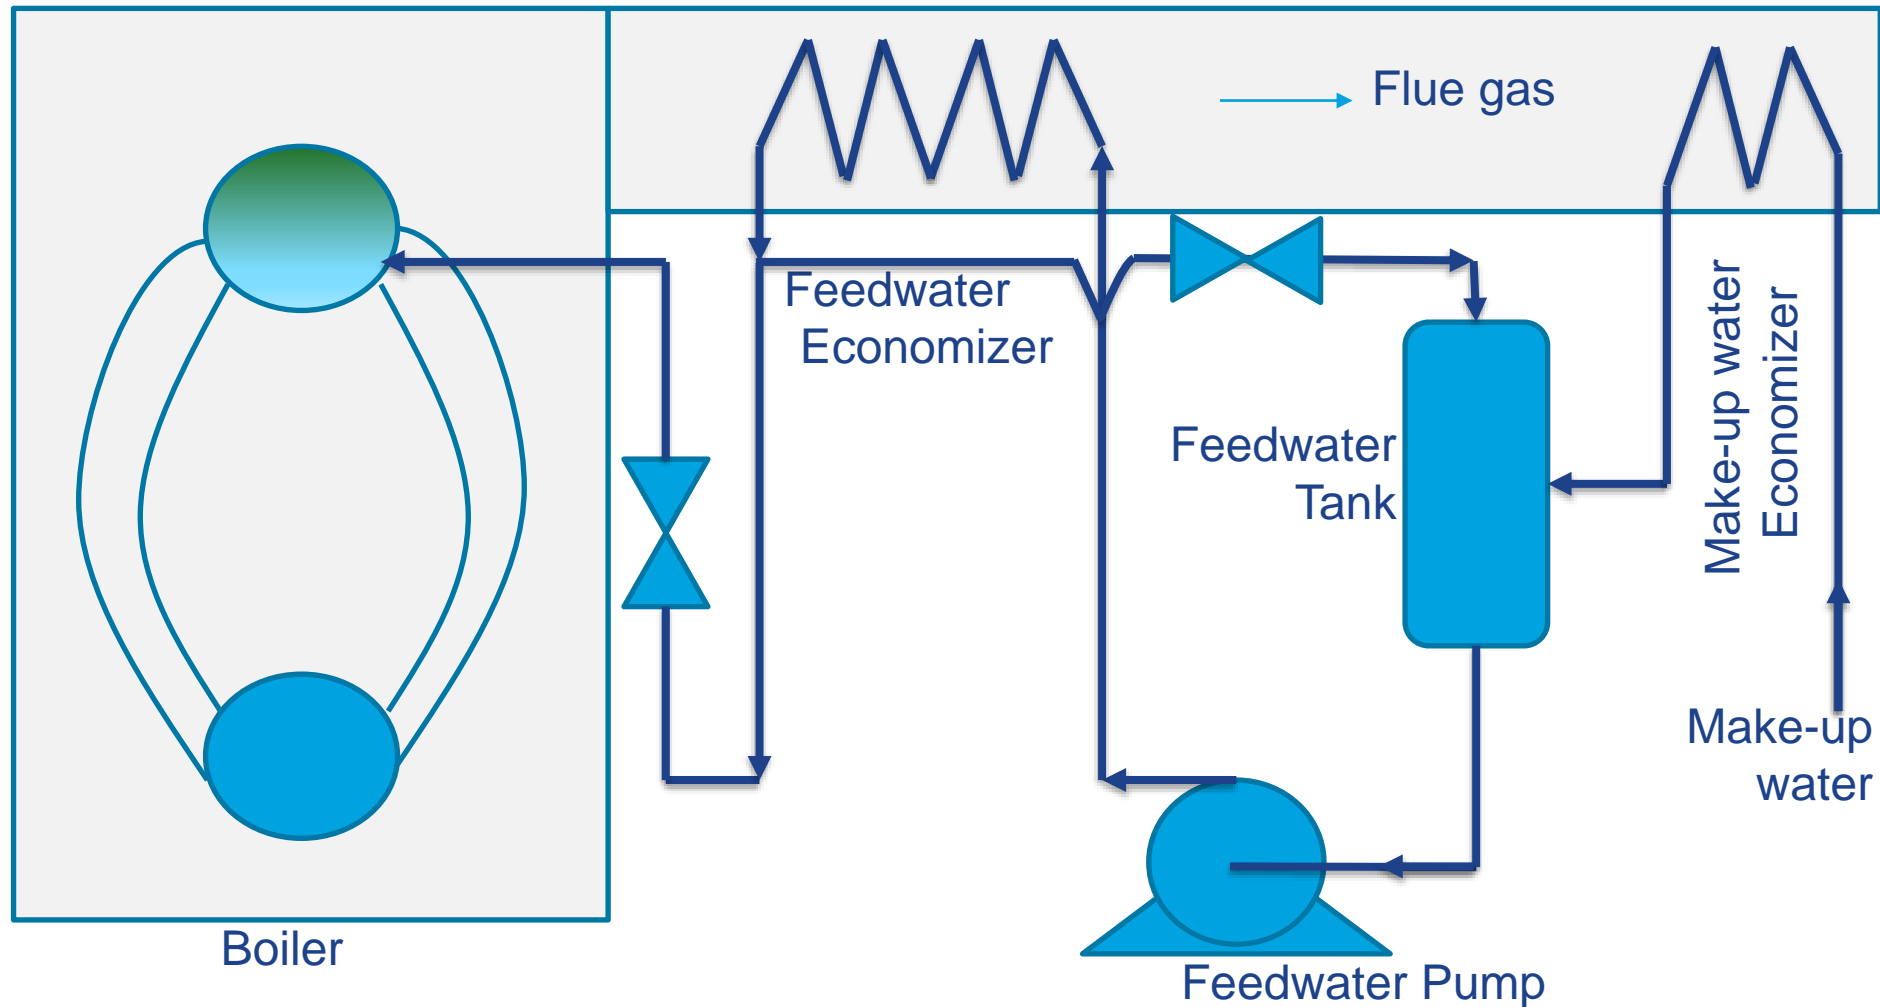 Flue gas
Feedwater
Economizer
Make-up water
Economizer
Feedwater
Tank
Make-up
water
Boiler
Feedwater Pump